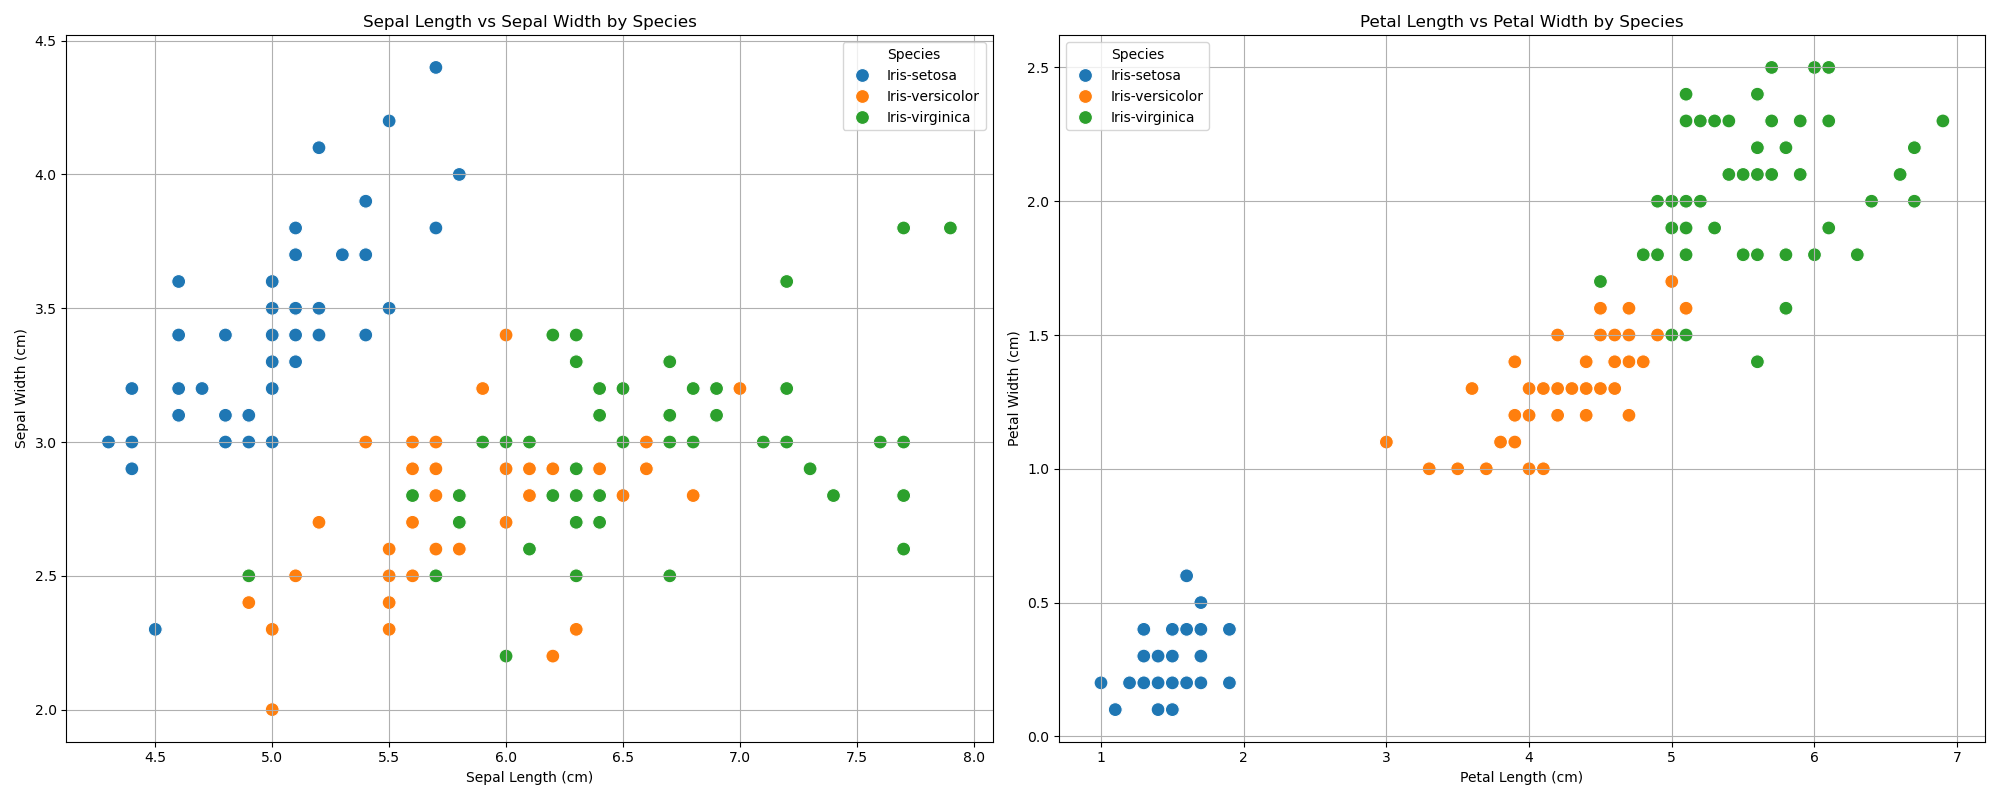 Sepal Length vs Sepal Width by Species
4.5
4.0
3.5
3.0
2.5
2.0
Sepal Width (cm)
Species
Iris-setosa
Iris-versicolor
Iris-virginica
4.5
5.0
5.5
6.0
6.5
7.0
7.5
8.0
Sepal Length (cm)
Petal Length vs Petal Width by Species
2.5
2.0
1.5
1.0
0.5
0.0
Petal Width (cm)
Species
Iris-setosa
Iris-versicolor
Iris-virginica
1
2
3
4
5
6
7
Petal Length (cm)